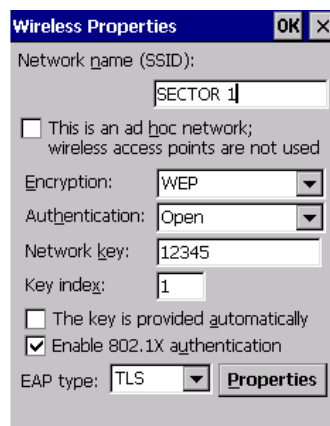 Wireless Properties OK ×
Network name (SSID):
SECTOR 1
This is an ad hoc network;
wireless access points are not used
Encryption: WEP
Authentication: Open
Network key: 12345
Key index: 1
The key is provided automatically
Enable 802.1X authentication
EAP type: TLS Properties